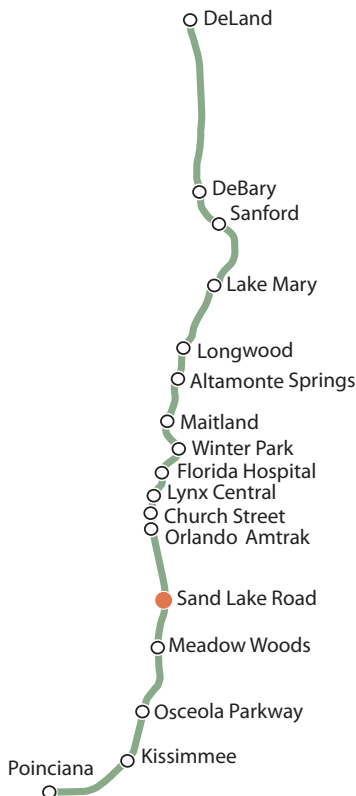 DeLand
DeBary
Sanford
Lake Mary
Longwood
Altamonte Springs
Maitland
Winter Park
Florida Hospital
Lynx Central
Church Street
Orlando Amtrak
Sand Lake Road
Meadow Woods
Osceola Parkway
Kissimmee
Poinciana